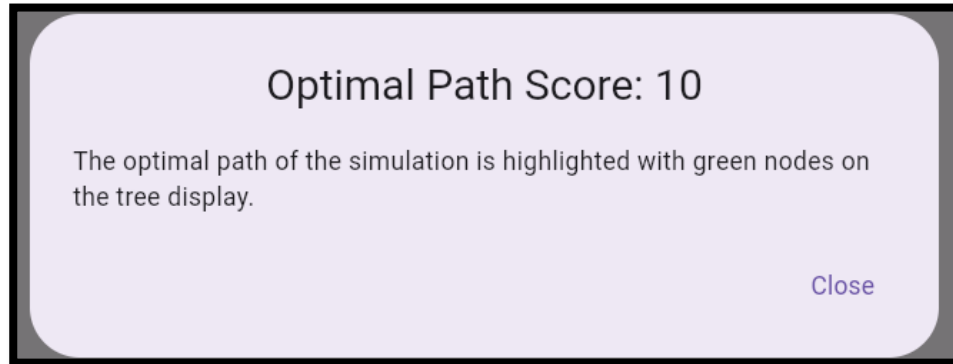 Optimal Path Score: 10
The optimal path of the simulation is highlighted with green nodes on
the tree display.
Close